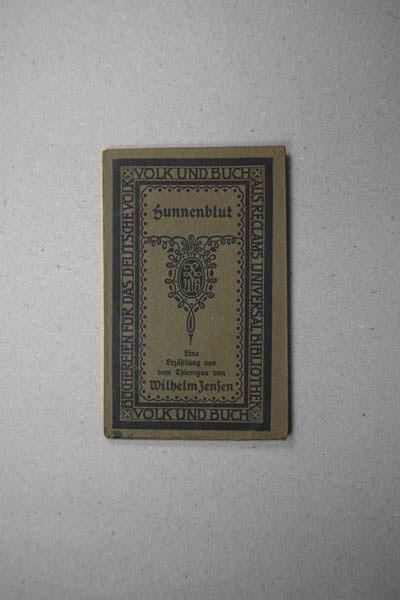 VOLK UND BUCH
BÜCHEREIEN FÜR DAS DEUTSCHE VOLK
AUS RECLAMS UNIVERSAL BIBLIOTHEK
Hunnenblut
Eine
Erzählung aus
dem Chiemgau von
Wilhelm Jensen
VOLK UND BUCH